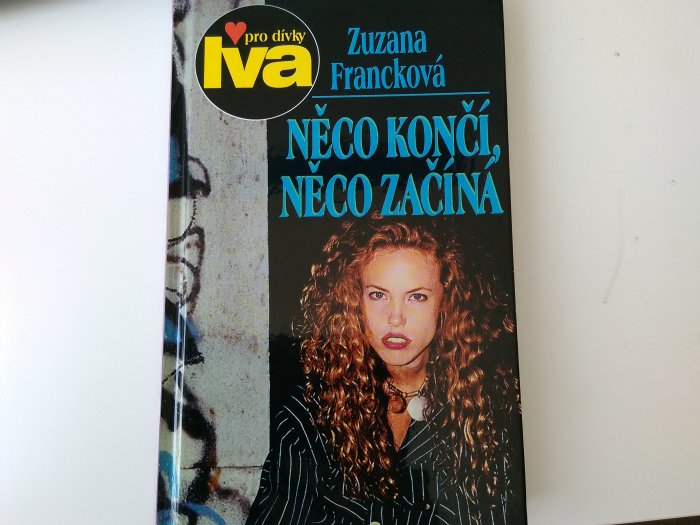 pro dívky
Iva
Zuzana
Francková
NĚCO KONČÍ,
NĚCO ZAČÍNÁ